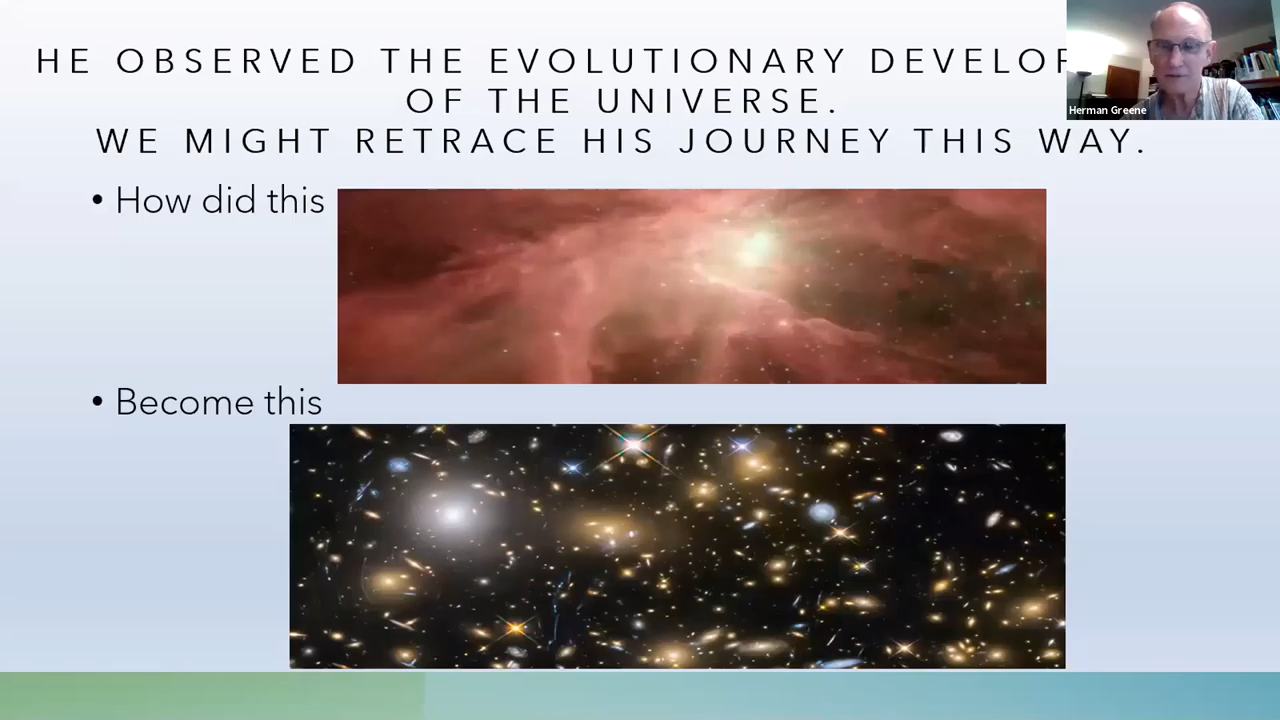 HE OBSERVED THE EVOLUTIONARY
OF THE UNIVERSE.
WE MIGHT RETRACE HIS JOURNEY THIS WAY.
• How did this
• Become this
Herman Greene